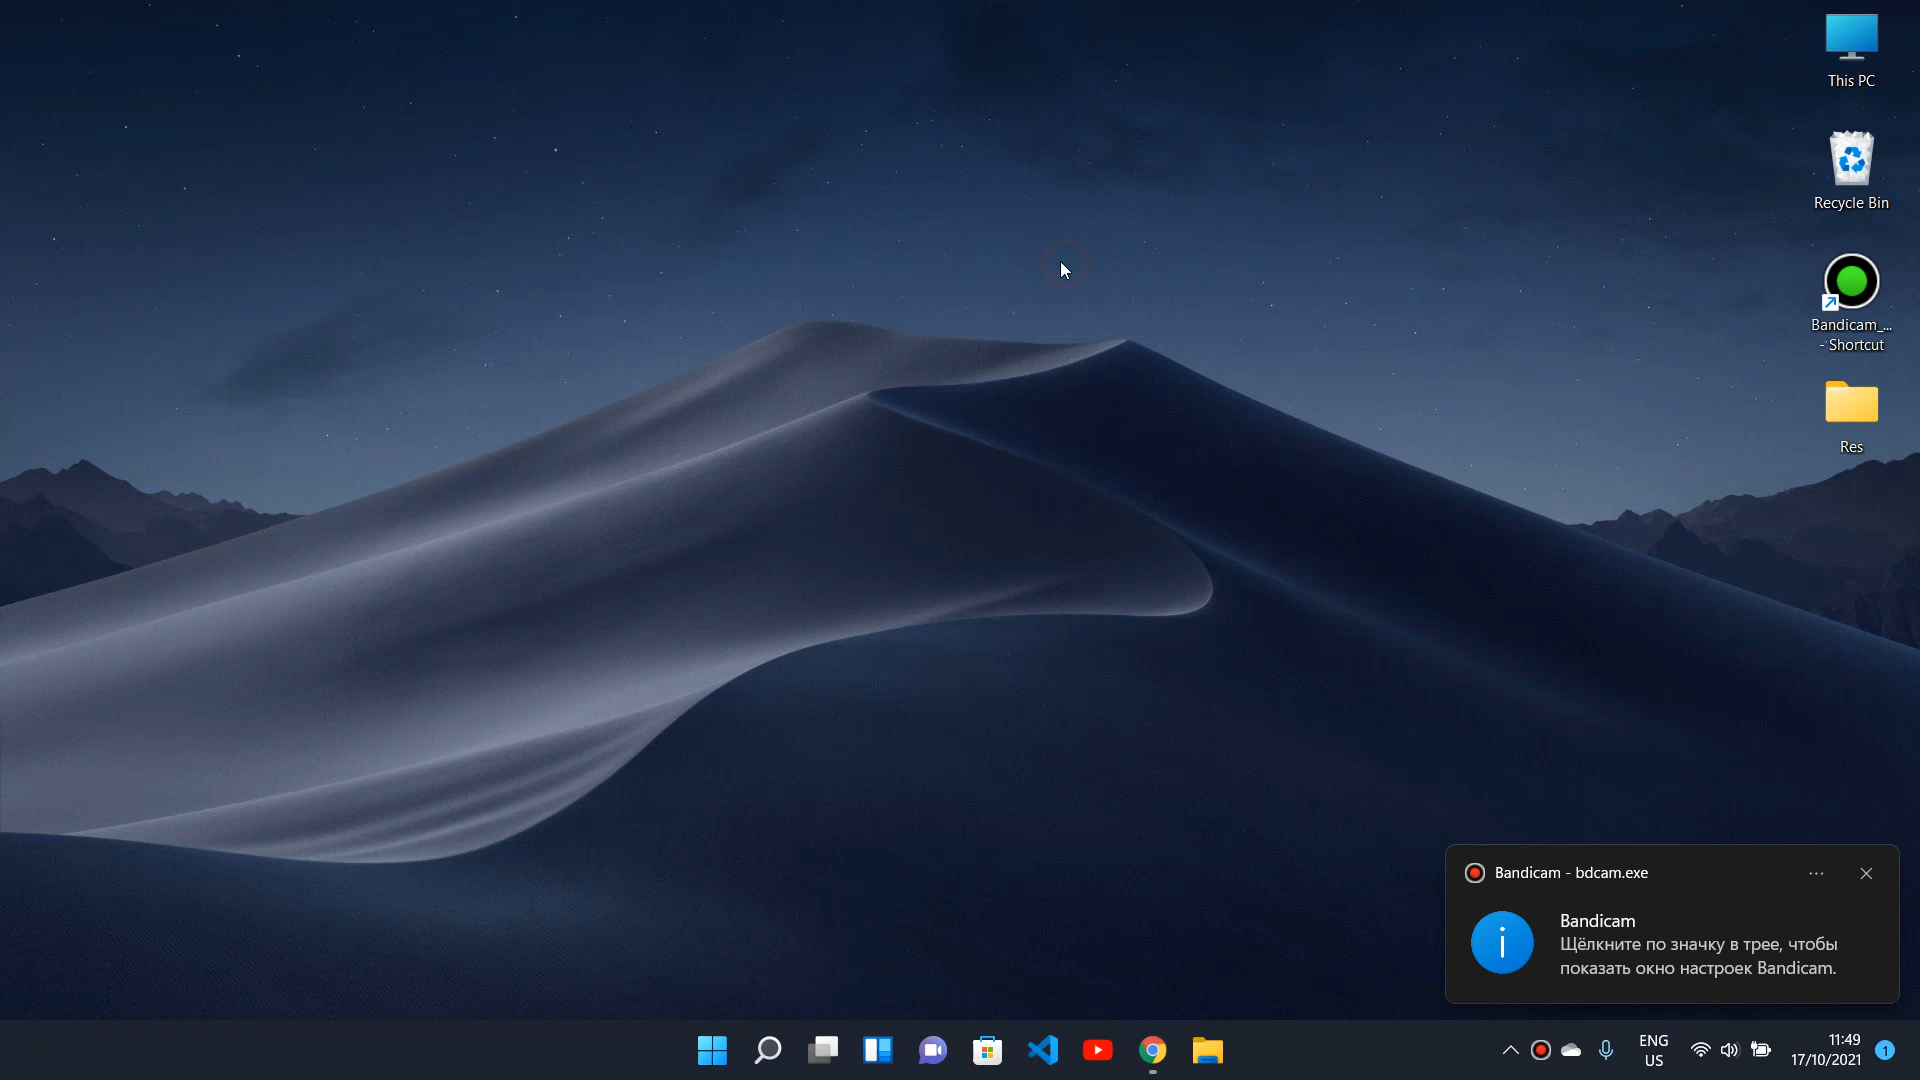 This PC
Recycle Bin
Bandicam_...
- Shortcut
Res
Bandicam - bdcam.exe
Bandicam
Щёлкните по значку в трее, чтобы
показать окно настроек Bandicam.
ENG
US
11:49
17/10/2021
1